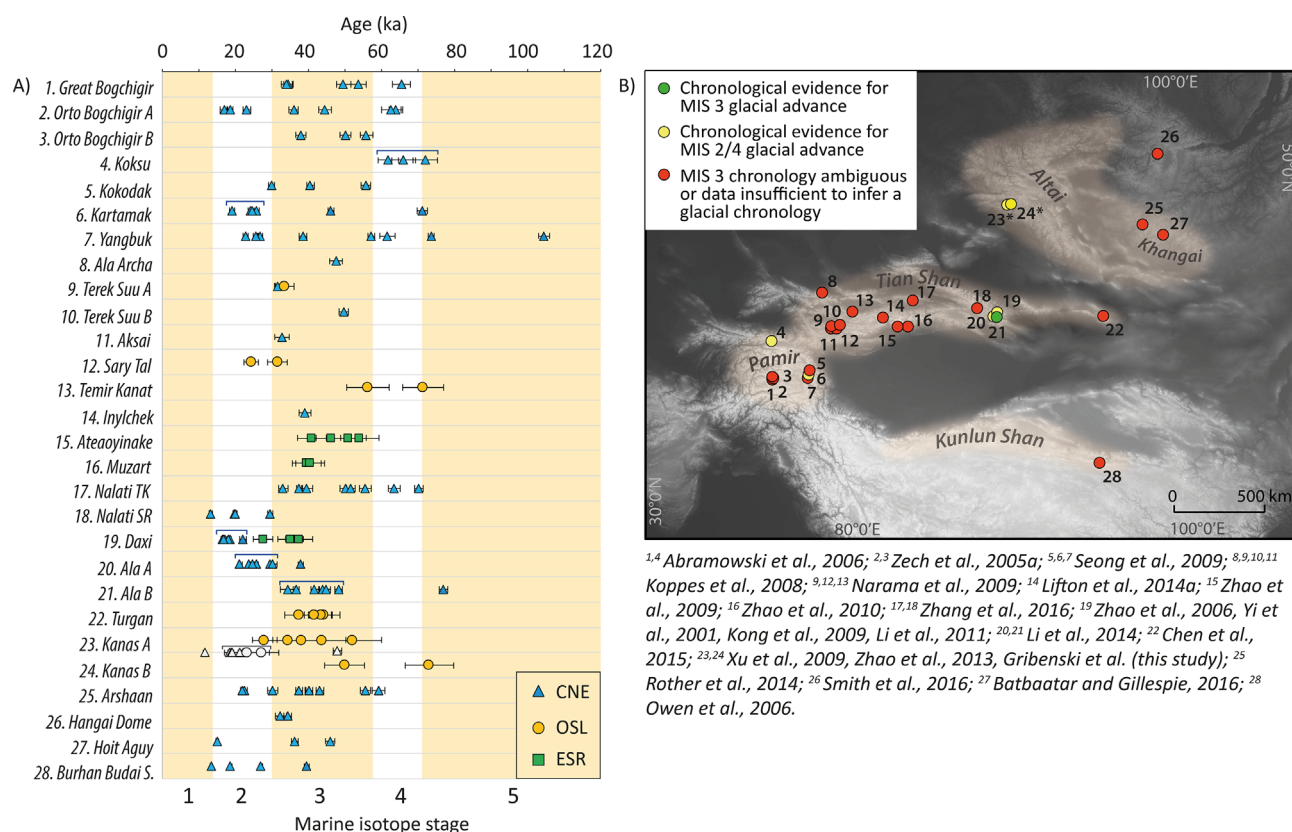 Age (ka)
0 20 40 60 80 100 120
A)
1. Great Bogchigir
2. Orto Bogchigir A
3. Orto Bogchigir B
4. Koksu
5. Kokodak
6. Kartamak
7. Yangbuk
8. Ala Archa
9. Terek Suu A
10. Terek Suu B
11. Aksai
12. Sary Tal
13. Temir Kanat
14. Inylchek
15. Ateaoyinake
16. Muzart
17. Nalati TK
18. Nalati SR
19. Daxi
20. Ala A
21. Ala B
22. Turgan
23. Kanas A
24. Kanas B
25. Arshaan
26. Hangai Dome
27. Hoit Aguy
28. Burhan Budai S.
CNE
OSL
ESR
1 2 3 4 5
Marine isotope stage
B)
Chronological evidence for
MIS 3 glacial advance
Chronological evidence for
MIS 2/4 glacial advance
MIS 3 chronology ambiguous
or data insufficient to infer a
glacial chronology
100°0'E
50°0'N
26
Altai
23* 24*
25
27
Khangai
Tian Shan
8
17
13
18
19
10
14
9
20
22
21
12
15
16
11
4
Pamir
5
3
6
1
2
7
Kunlun Shan
28
30°0'N
0 500 km
80°0'E
100°0'E
1,4 Abramowski et al., 2006; 2,3 Zech et al., 2005a; 5,6,7 Seong et al., 2009; 8,9,10,11
Koppes et al., 2008; 9,12,13 Narama et al., 2009; 14 Lifton et al., 2014a; 15 Zhao
et al., 2009; 16 Zhao et al., 2010; 17,18 Zhang et al., 2016; 19 Zhao et al., 2006, Yi et
al., 2001, Kong et al., 2009, Li et al., 2011; 20,21 Li et al., 2014; 22 Chen et al.,
2015; 23,24 Xu et al., 2009, Zhao et al., 2013, Gribenski et al. (this study); 25
Rother et al., 2014; 26 Smith et al., 2016; 27 Batbaatar and Gillespie, 2016; 28
Owen et al., 2006.